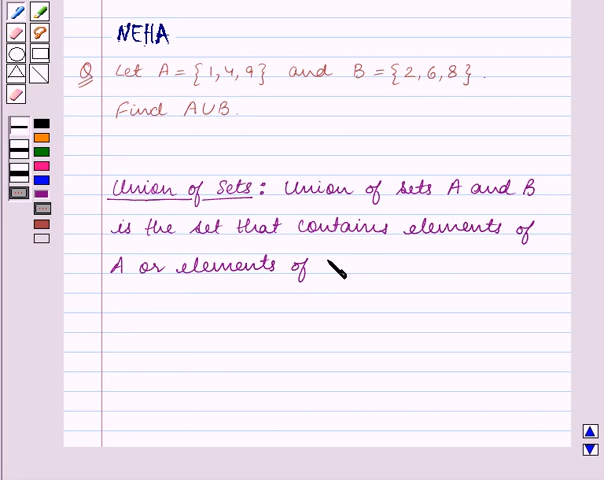 NEHA
Q Let A = {1, 4, 9} and B = {2, 6, 8}.
Find A∪B.
Union of Sets: Union of sets A and B
is the set that contains elements of
A or elements of